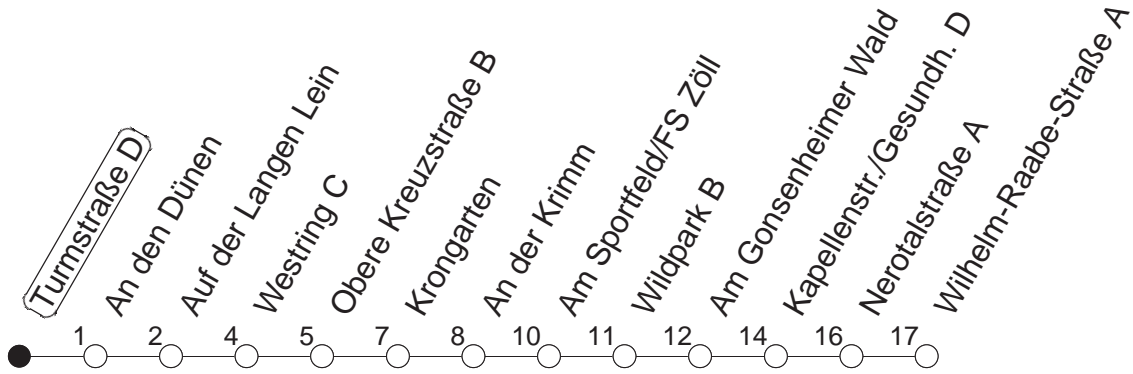 Turmstraße D
An den Dünen
Auf der Langen Lein
Westring C
Obere Kreuzstraße B
Krongarten
An der Krimm
Am Sportfeld/FS Zöll
Wildpark B
Am Gonsenheimer Wald
Kapellenstr./Gesundh. D
Nerotalstraße A
Wilhelm-Raabe-Straße A
1 2 4 5 7 8 10 11 12 14 16 17